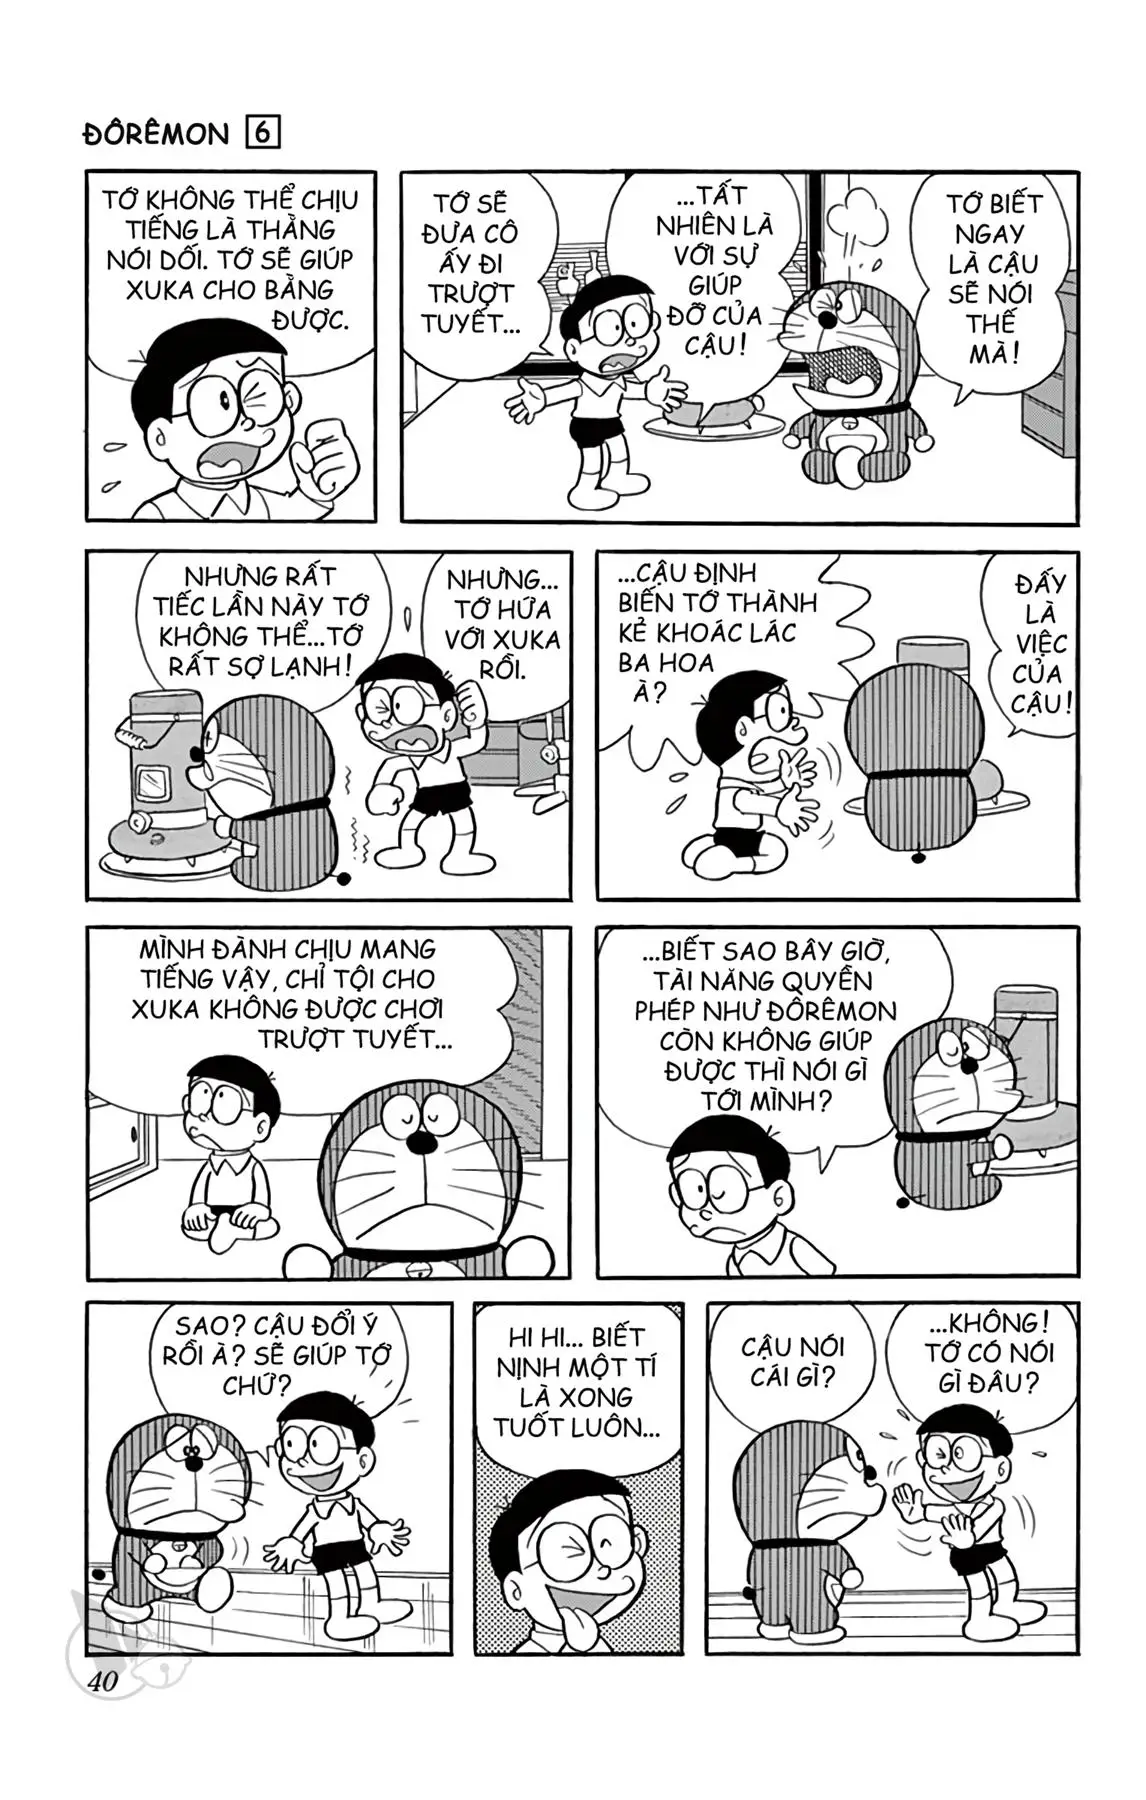 ĐÔRÊMON 6
TỚ KHÔNG THỂ CHỊU
TIẾNG LÀ THẰNG
NÓI DỐI. TỚ SẼ GIÚP
XUKA CHO BẰNG
ĐƯỢC.
TỚ SẼ
ĐƯA CÔ
ẤY ĐI
TRƯỢT
TUYẾT...
...TẤT
NHIÊN LÀ
VỚI SỰ
GIÚP
ĐỠ CỦA
CẬU!
TỚ BIẾT
NGAY
LÀ CẬU
SẼ NÓI
THẾ
MÀ!
NHƯNG RẤT
TIẾC LẦN NÀY TỚ
KHÔNG THỂ...TỚ
RẤT SỢ LẠNH!
NHƯNG...
TỚ HỨA
VỚI XUKA
RỒI.
...CẬU ĐỊNH
BIẾN TỚ THÀNH
KẺ KHOÁC LÁC
BA HOA
À?
ĐẤY
LÀ
VIỆC
CỦA
CẬU!
MÌNH ĐÀNH CHỊU MANG
TIẾNG VẬY, CHỈ TỘI CHO
XUKA KHÔNG ĐƯỢC CHƠI
TRƯỢT TUYẾT...
...BIẾT SAO BÂY GIỜ,
TÀI NĂNG QUYỀN
PHÉP NHƯ ĐÔRÊMON
CÒN KHÔNG GIÚP
ĐƯỢC THÌ NÓI GÌ
TỚI MÌNH?
SAO? CẬU ĐỔI Ý
RỒI À? SẼ GIÚP TỚ
CHỨ?
HI HI... BIẾT
NỊNH MỘT TÍ
LÀ XONG
TUỐT LUÔN...
CẬU NÓI
CÁI GÌ?
...KHÔNG!
TỚ CÓ NÓI
GÌ ĐÂU?
40